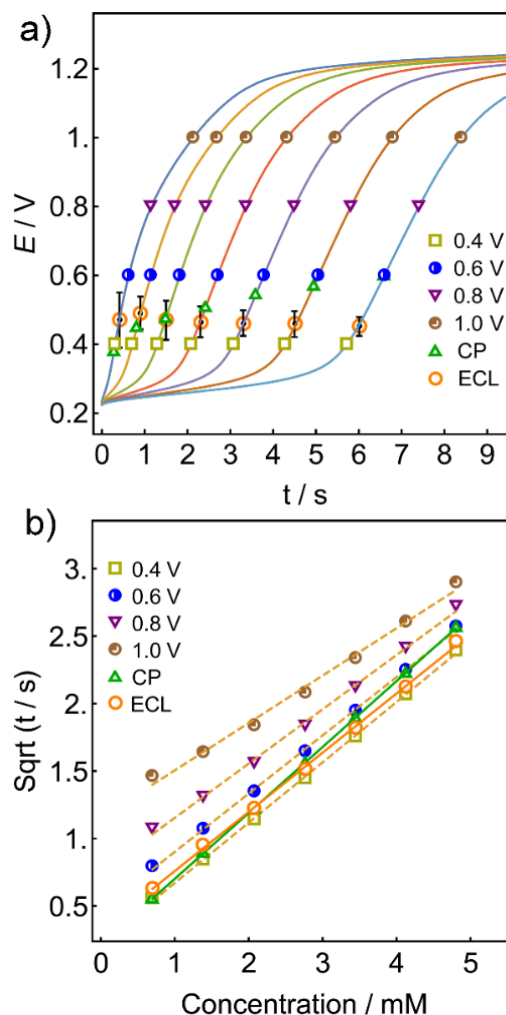 a)
1.2
1.
0.8
0.6
0.4
0.2
E / V
0.4 V
0.6 V
0.8 V
1.0 V
CP
ECL
0 1 2 3 4 5 6 7 8 9
t / s
b)
3.
2.5
2.
1.5
1.
0.5
Sqrt (t / s)
0.4 V
0.6 V
0.8 V
1.0 V
CP
ECL
0 1 2 3 4 5
Concentration / mM